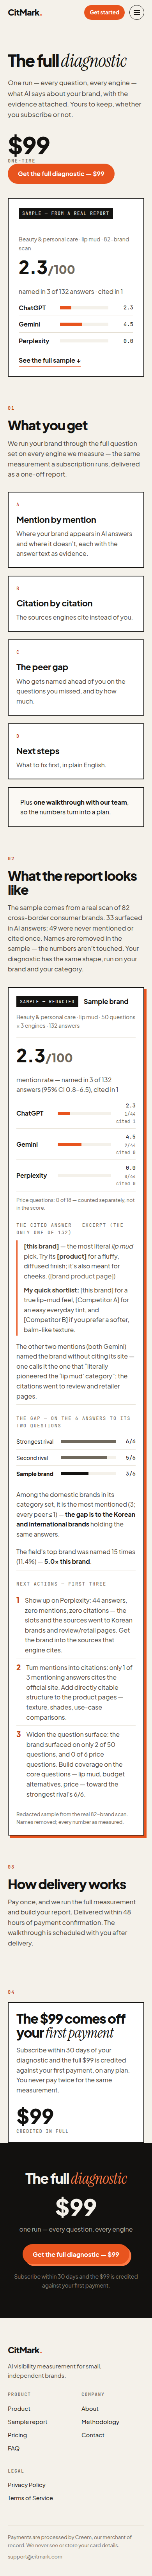 CitMark.
Get started
The full diagnostic
One run — every question, every engine —
what AI says about your brand, with the
evidence attached. Yours to keep, whether
you subscribe or not.
$99
ONE-TIME
Get the full diagnostic — $99
SAMPLE — FROM A REAL REPORT
Beauty & personal care · lip mud · 82-brand
scan
2.3/100
named in 3 of 132 answers · cited in 1
ChatGPT 2.3
Gemini 4.5
Perplexity 0.0
See the full sample ↓
01
What you get
We run your brand through the full question
set on every engine we measure — the same
measurement a subscription runs, delivered
as a one-off report.
A
Mention by mention
Where your brand appears in AI answers
and where it doesn't, each with the
answer text as evidence.
B
Citation by citation
The sources engines cite instead of you.
C
The peer gap
Who gets named ahead of you on the
questions you missed, and by how
much.
D
Next steps
What to fix first, in plain English.
Plus one walkthrough with our team,
so the numbers turn into a plan.
02
What the report looks
like
The sample comes from a real scan of 82
cross-border consumer brands. 33 surfaced
in AI answers; 49 were never mentioned or
cited once. Names are removed in the
sample — the numbers aren't touched. Your
diagnostic has the same shape, run on your
brand and your category.
SAMPLE — REDACTED Sample brand
Beauty & personal care · lip mud · 50 questions
× 3 engines · 132 answers
2.3/100
mention rate — named in 3 of 132
answers (95% CI 0.8–6.5), cited in 1
ChatGPT 2.3
1/44
cited 1
Gemini 4.5
2/44
cited 0
Perplexity 0.0
0/44
cited 0
Price questions: 0 of 18 — counted separately, not
in the score.
THE CITED ANSWER — EXCERPT (THE
ONLY ONE OF 132)
[this brand] — the most literal lip mud
pick. Try its [product] for a fluffy,
diffused finish; it's also meant for
cheeks. ([brand product page])
My quick shortlist: [this brand] for a
true lip-mud feel, [Competitor A] for
an easy everyday tint, and
[Competitor B] if you prefer a softer,
balm-like texture.
The other two mentions (both Gemini)
named the brand without citing its site —
one calls it the one that "literally
pioneered the 'lip mud' category"; the
citations went to retailer and review
pages.
THE GAP — ON THE 6 ANSWERS TO ITS
TWO QUESTIONS
Strongest rival 6/6
Second rival 5/6
Sample brand 3/6
Among the domestic brands in its
category set, it is the most mentioned (3;
every peer ≤1) — the gap is to the Korean
and international brands holding the
same answers.
The field's top brand was named 15 times
(11.4%) — 5.0× this brand.
NEXT ACTIONS — FIRST THREE
1 Show up on Perplexity: 44 answers,
zero mentions, zero citations — the
slots and quotes went to Korean
brands and review/retail pages. Get
the brand into the sources that
engine cites.
2 Turn mentions into citations: only 1 of
3 mentioning answers cites the
official site. Add directly citable
structure to the product pages —
texture, shades, use-case
comparisons.
3 Widen the question surface: the
brand surfaced on only 2 of 50
questions, and 0 of 6 price
questions. Build coverage on the
core questions — lip mud, budget
alternatives, price — toward the
strongest rival's 6/6.
Redacted sample from the real 82-brand scan.
Names removed; every number as measured.
03
How delivery works
Pay once, and we run the full measurement
and build your report. Delivered within 48
hours of payment confirmation. The
walkthrough is scheduled with you after
delivery.
04
The $99 comes off
your first payment
Subscribe within 30 days of your
diagnostic and the full $99 is credited
against your first payment, on any plan.
You never pay twice for the same
measurement.
$99
CREDITED IN FULL
The full diagnostic
$99
one run — every question, every engine
Get the full diagnostic — $99
Subscribe within 30 days and the $99 is credited
against your first payment.
CitMark.
AI visibility measurement for small,
independent brands.
PRODUCT
Product
Sample report
Pricing
FAQ
COMPANY
About
Methodology
Contact
LEGAL
Privacy Policy
Terms of Service
Payments are processed by Creem, our merchant of
record. We never see or store your card details.
support@citmark.com